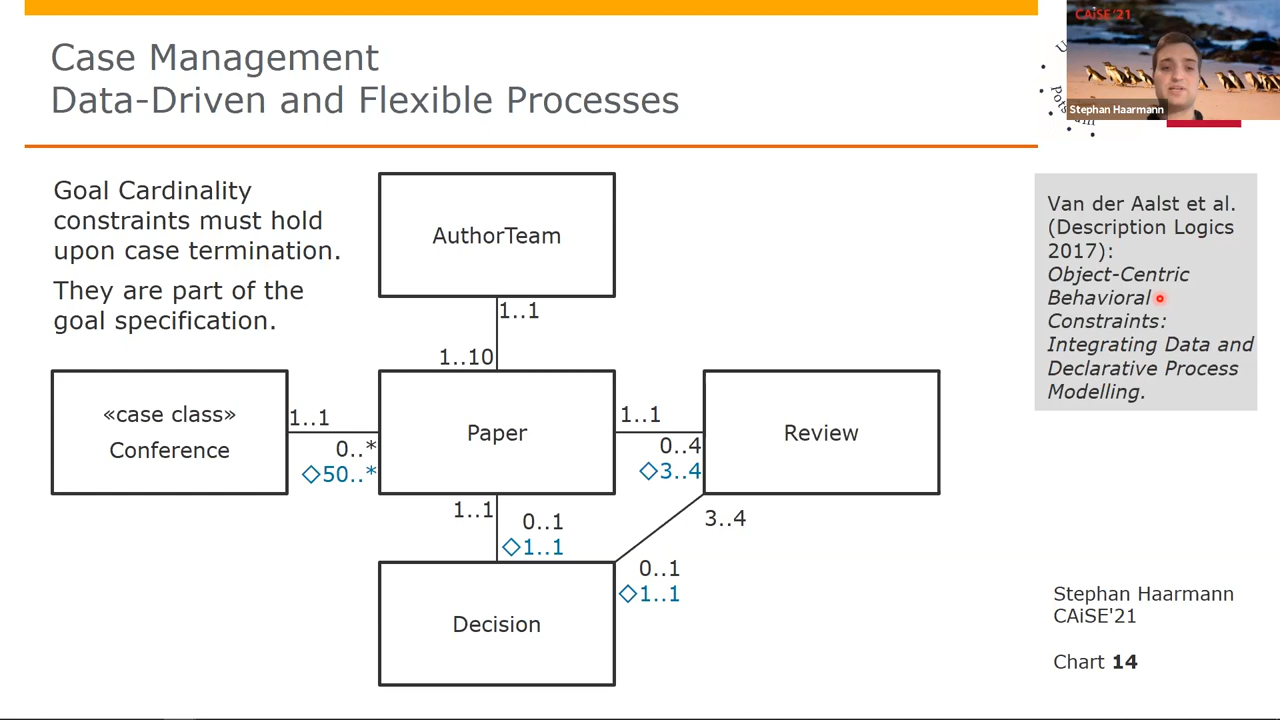 Case Management
Data-Driven and Flexible Processes
CAiSE'21
Stephan Haarmann
Goal Cardinality
constraints must hold
upon case termination.
They are part of the
goal specification.
AuthorTeam
1..1
1..10
«case class»
Conference
1..1
0..*
◇50..*
Paper
1..1
0..4
◇3..4
Review
1..1
0..1
◇1..1
3..4
0..1
◇1..1
Decision
Van der Aalst et al.
(Description Logics
2017):
Object-Centric
Behavioral
Constraints:
Integrating Data and
Declarative Process
Modelling.
Stephan Haarmann
CAiSE'21
Chart 14